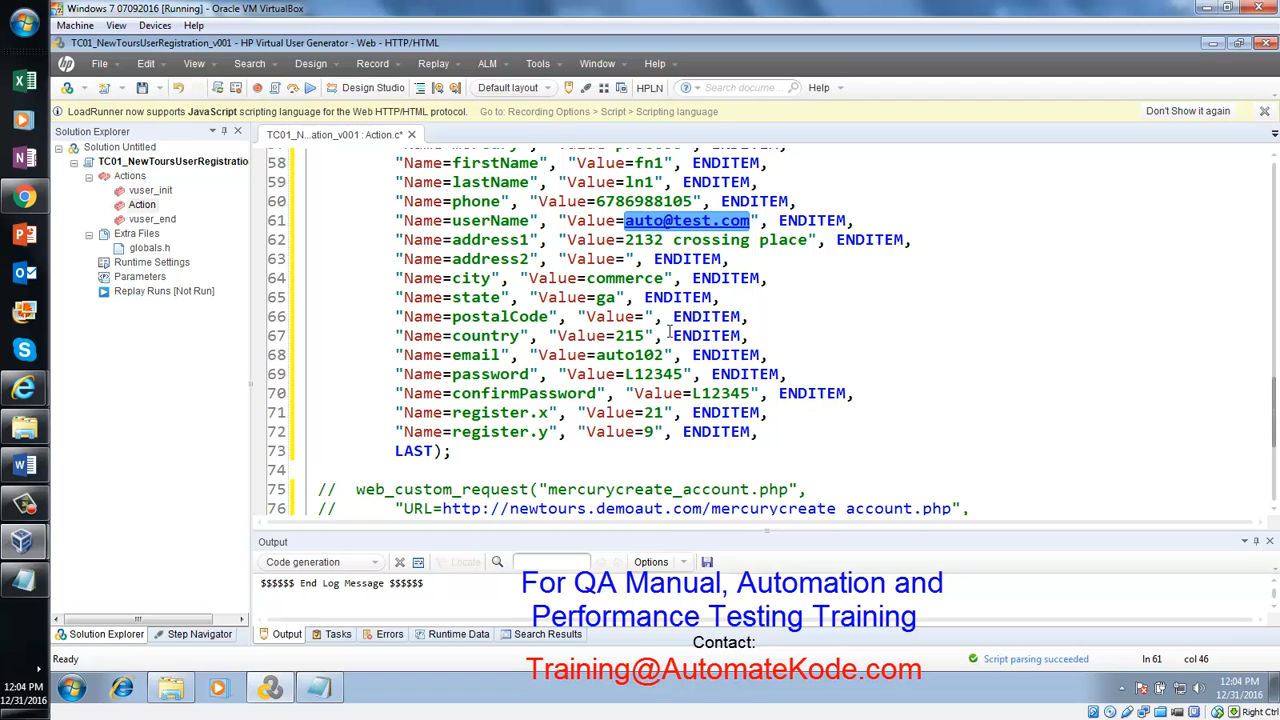 Windows 7 07092016 [Running] - Oracle VM VirtualBox
Machine View Devices Help
TC01_NewToursUserRegistration_v001 - HP Virtual User Generator - Web - HTTP/HTML
File Edit View Search Design Record Replay ALM Tools Window Help
Design Studio Default layout HPLN Search docume... Help
LoadRunner now supports JavaScript scripting language for the Web HTTP/HTML protocol. Go to: Recording Options > Script > Scripting language Don't Show it again
Solution Explorer
TC01_N...ation_v001 : Action.c*
Solution Untitled
TC01_NewToursUserRegistration
Actions
vuser_init
Action
vuser_end
Extra Files
globals.h
Runtime Settings
Parameters
Replay Runs [Not Run]
58 "Name=firstName", "Value=fn1", ENDITEM,
59 "Name=lastName", "Value=ln1", ENDITEM,
60 "Name=phone", "Value=6786988105", ENDITEM,
61 "Name=userName", "Value=auto@test.com", ENDITEM,
62 "Name=address1", "Value=2132 crossing place", ENDITEM,
63 "Name=address2", "Value=", ENDITEM,
64 "Name=city", "Value=commerce", ENDITEM,
65 "Name=state", "Value=ga", ENDITEM,
66 "Name=postalCode", "Value=", ENDITEM,
67 "Name=country", "Value=215", ENDITEM,
68 "Name=email", "Value=auto102", ENDITEM,
69 "Name=password", "Value=L12345", ENDITEM,
70 "Name=confirmPassword", "Value=L12345", ENDITEM,
71 "Name=register.x", "Value=21", ENDITEM,
72 "Name=register.y", "Value=9", ENDITEM,
73 LAST);
74
75 // web_custom_request("mercurycreate_account.php",
76 // "URL=http://newtours.demoaut.com/mercurycreate_account.php",
Output
Code generation Locate Options
$$$$$$ End Log Message $$$$$$
For QA Manual, Automation and
Performance Testing Training
Contact:
Training@AutomateKode.com
Solution Explorer Step Navigator Output Tasks Errors Runtime Data Search Results
Ready Script parsing succeeded ln 61 col 46
12:04 PM
12/31/2016
12:04 PM
12/31/2016
Right Ctrl